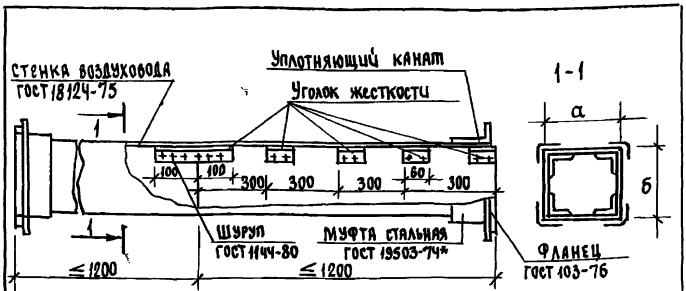 СТЕНКА ВОЗДУХОВОДА
ГОСТ 18124-75
УПЛОТНЯЮЩИЙ КАНАТ
УГОЛОК ЖЕСТКОСТИ
1-1
а
б
1
1
100
100
300
300
300
60
300
ШУРУП
ГОСТ 1144-80
МУФТА СТАЛЬНАЯ
ГОСТ 19503-74*
ФЛАНЕЦ
ГОСТ 103-76
≤1200
≤1200